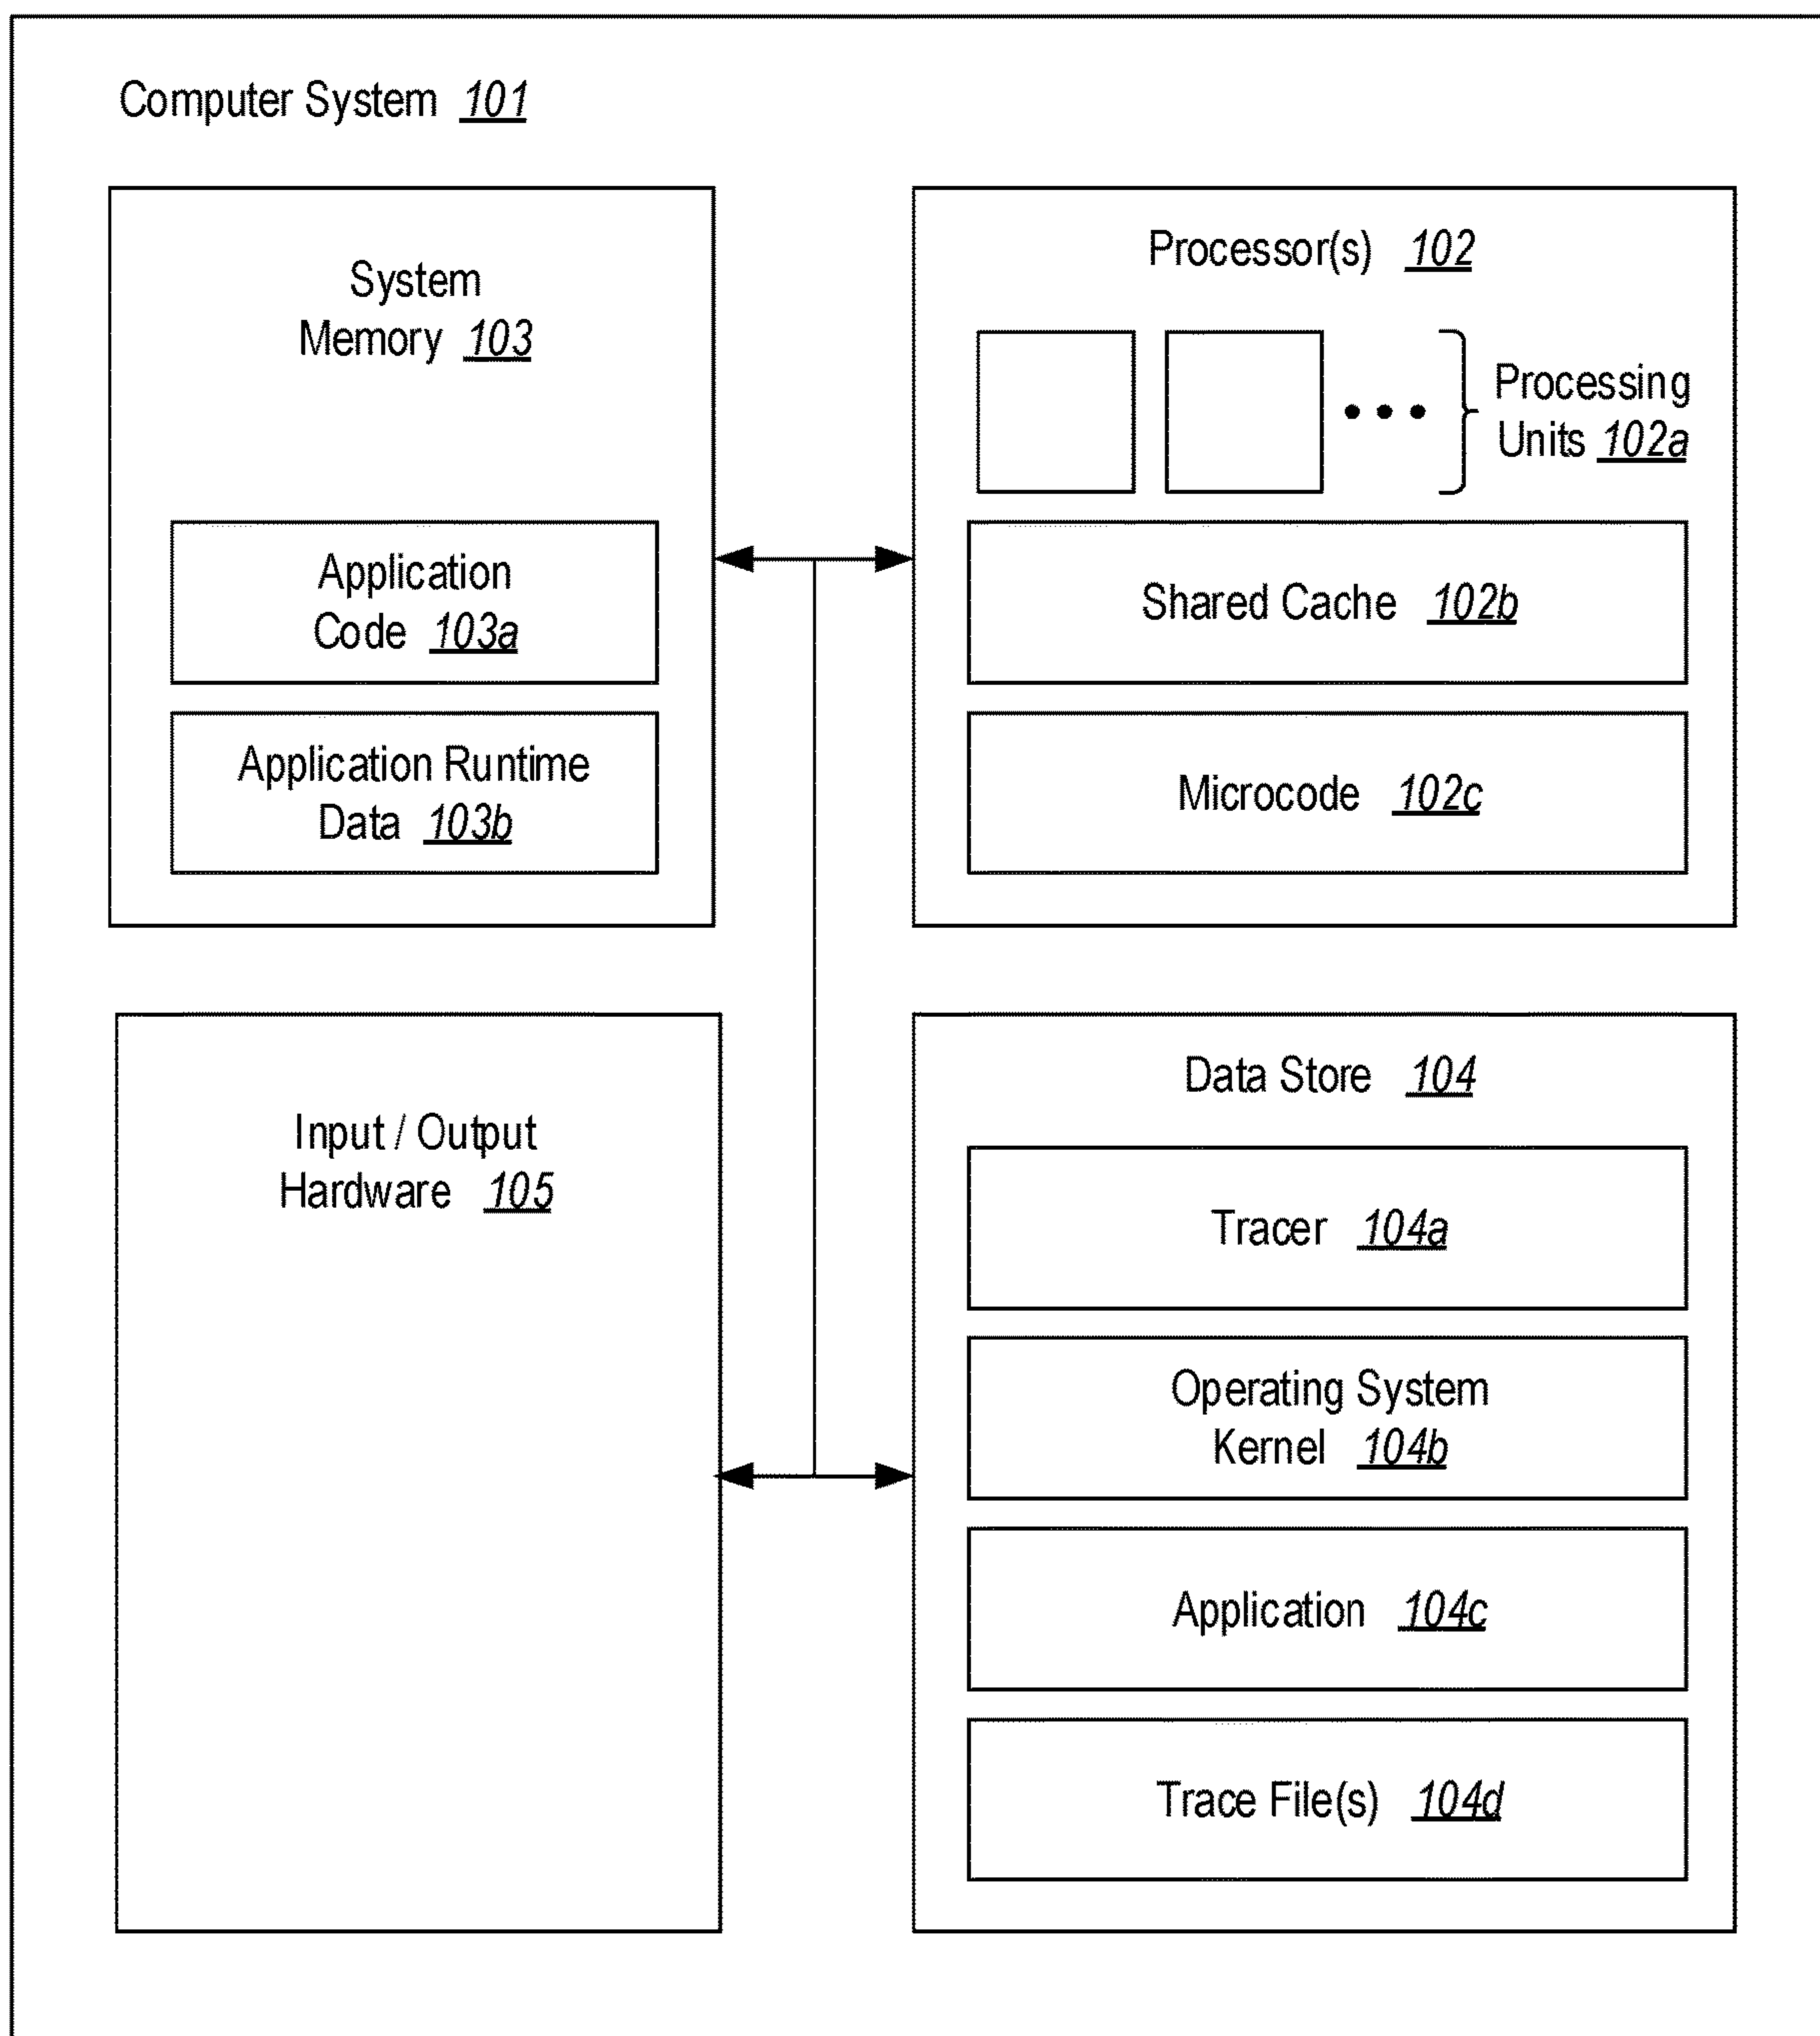 Computer System 101
System
Memory 103
Application
Code 103a
Application Runtime
Data 103b
Processor(s) 102
Processing
Units 102a
Shared Cache 102b
Microcode 102c
Input / Output
Hardware 105
Data Store 104
Tracer 104a
Operating System
Kernel 104b
Application 104c
Trace File(s) 104d